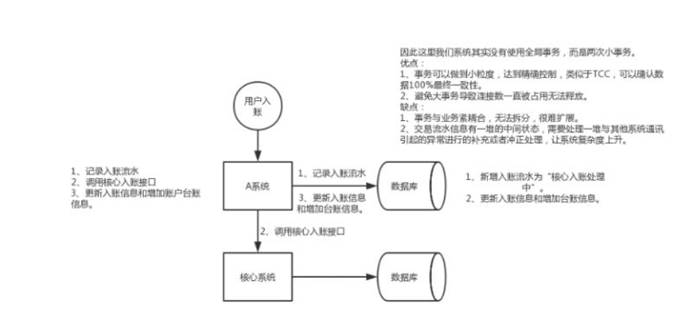 因此这里我们系统其实没有使用全局事务，而是两次小事务。
优点：
1、事务可以做到小粒度，达到精确控制，类似于TCC，可以确认数
据100%最终一致性。
2、避免大事务导致连接数一直被占用无法释放。
缺点：
1、事务与业务紧耦合，无法拆分，很难扩展。
2、交易流水信息有一堆的中间状态，需要处理一堆与其他系统通讯
引起的异常进行的补充或者冲正处理，让系统复杂度上升。
用户入
账
1、记录入账流水
2、调用核心入账接口
3、更新入账信息和增加账户台账
信息。
A系统
1、记录入账流水
3、更新入账信息
和增加台账信息。
数据库
1、新增入账流水为“核心入账处理
中”。
2、更新入账信息和增加台账信息。
2、调用核心入账接口
核心系统
数据库